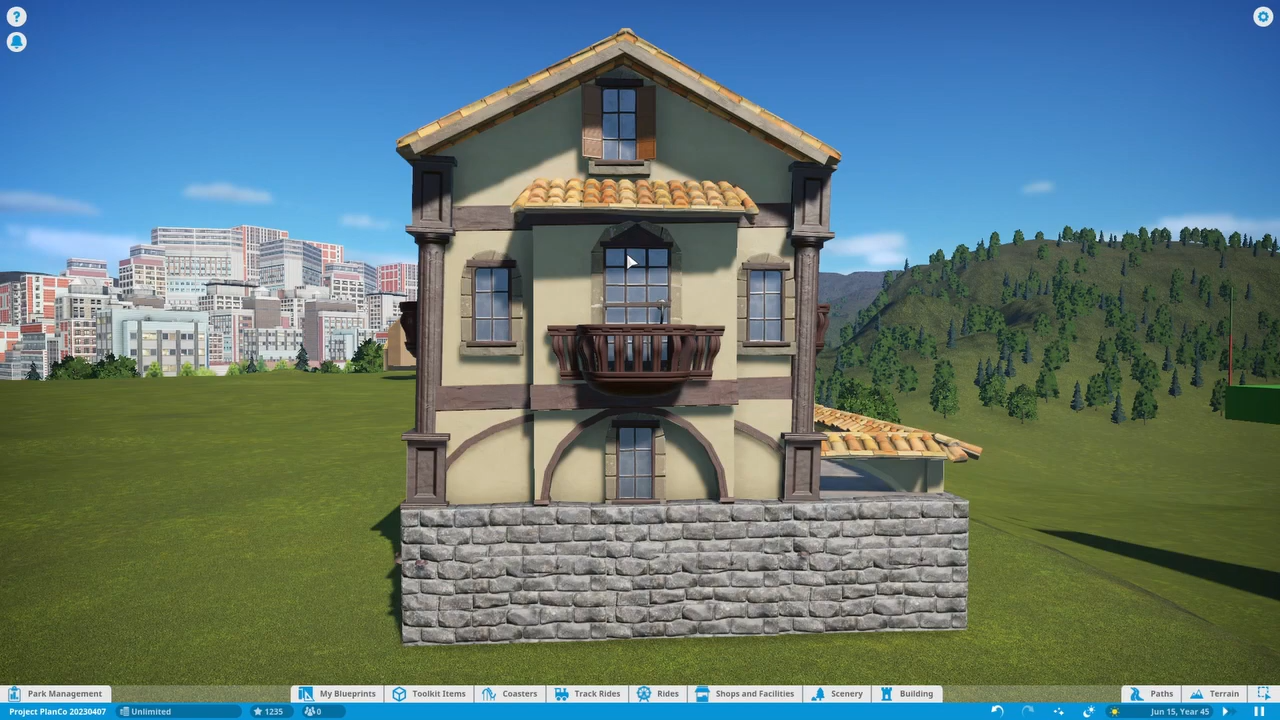 ?
Park Management
My Blueprints
Toolkit Items
Coasters
Track Rides
Rides
Shops and Facilities
Scenery
Building
Paths
Terrain
Project PlanCo 20230407
Unlimited
1235
0
Jun 15, Year 45